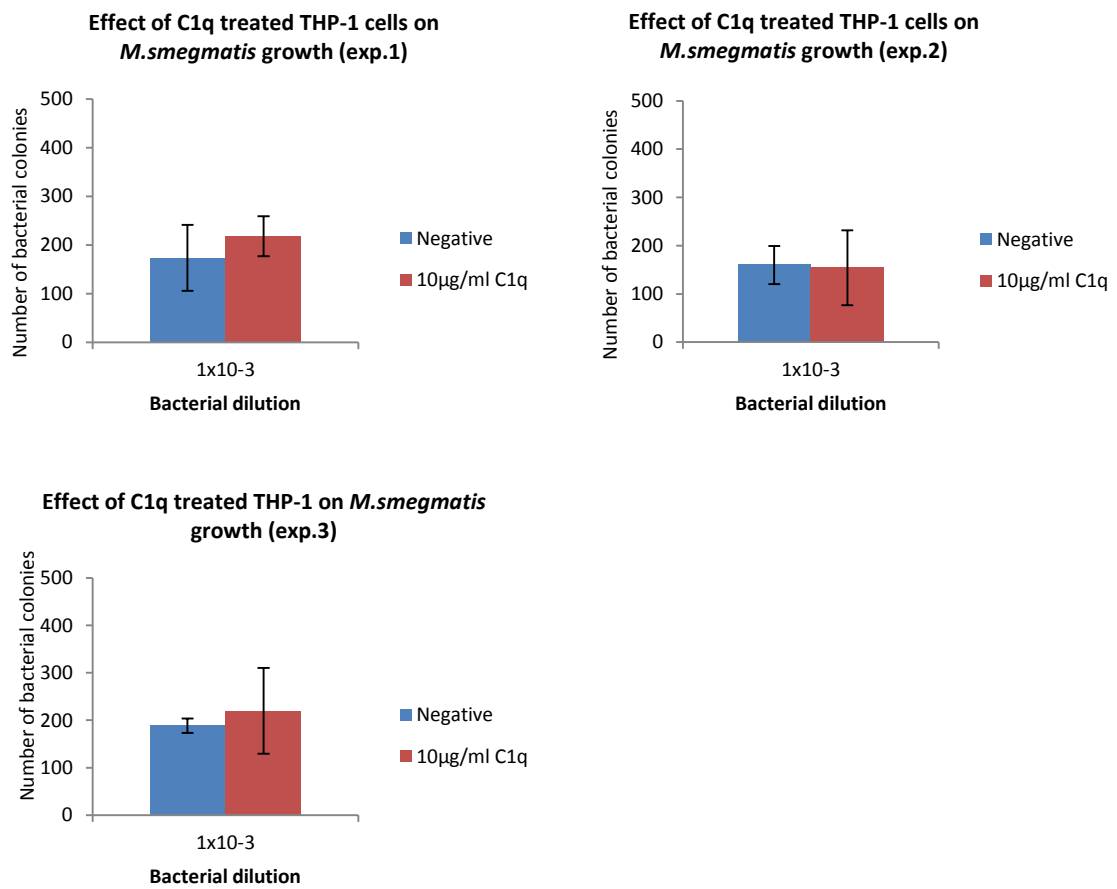 Effect of C1q treated THP-1 cells on
M.smegmatis growth (exp.1)
Number of bacterial colonies
500
400
300
200
100
0
1x10-3
Bacterial dilution
Negative
10µg/ml C1q
Effect of C1q treated THP-1 cells on
M.smegmatis growth (exp.2)
Number of bacterial colonies
500
400
300
200
100
0
1x10-3
Bacterial dilution
Negative
10µg/ml C1q
Effect of C1q treated THP-1 on M.smegmatis
growth (exp.3)
Number of bacterial colonies
500
400
300
200
100
0
1x10-3
Bacterial dilution
Negative
10µg/ml C1q